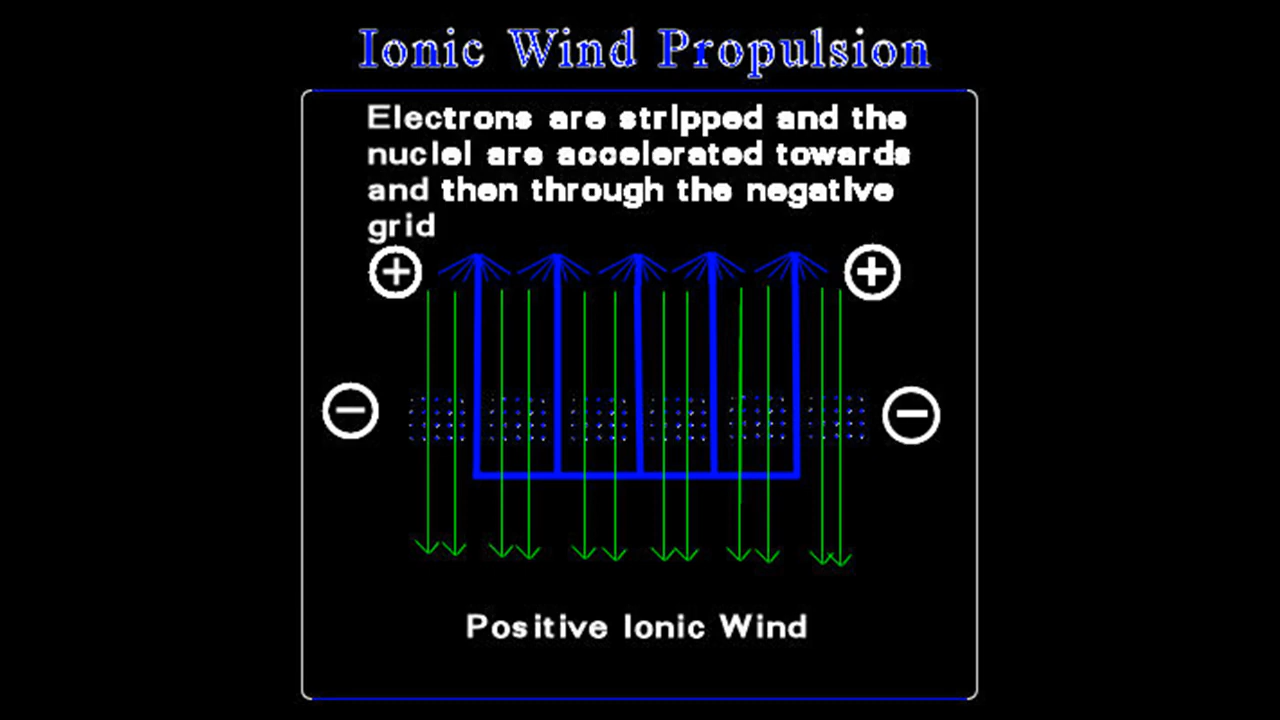 Ionic Wind Propulsion
Electrons are stripped and the
nuclei are accelerated towards
and then through the negative
grid
+ +
− −
Positive Ionic Wind